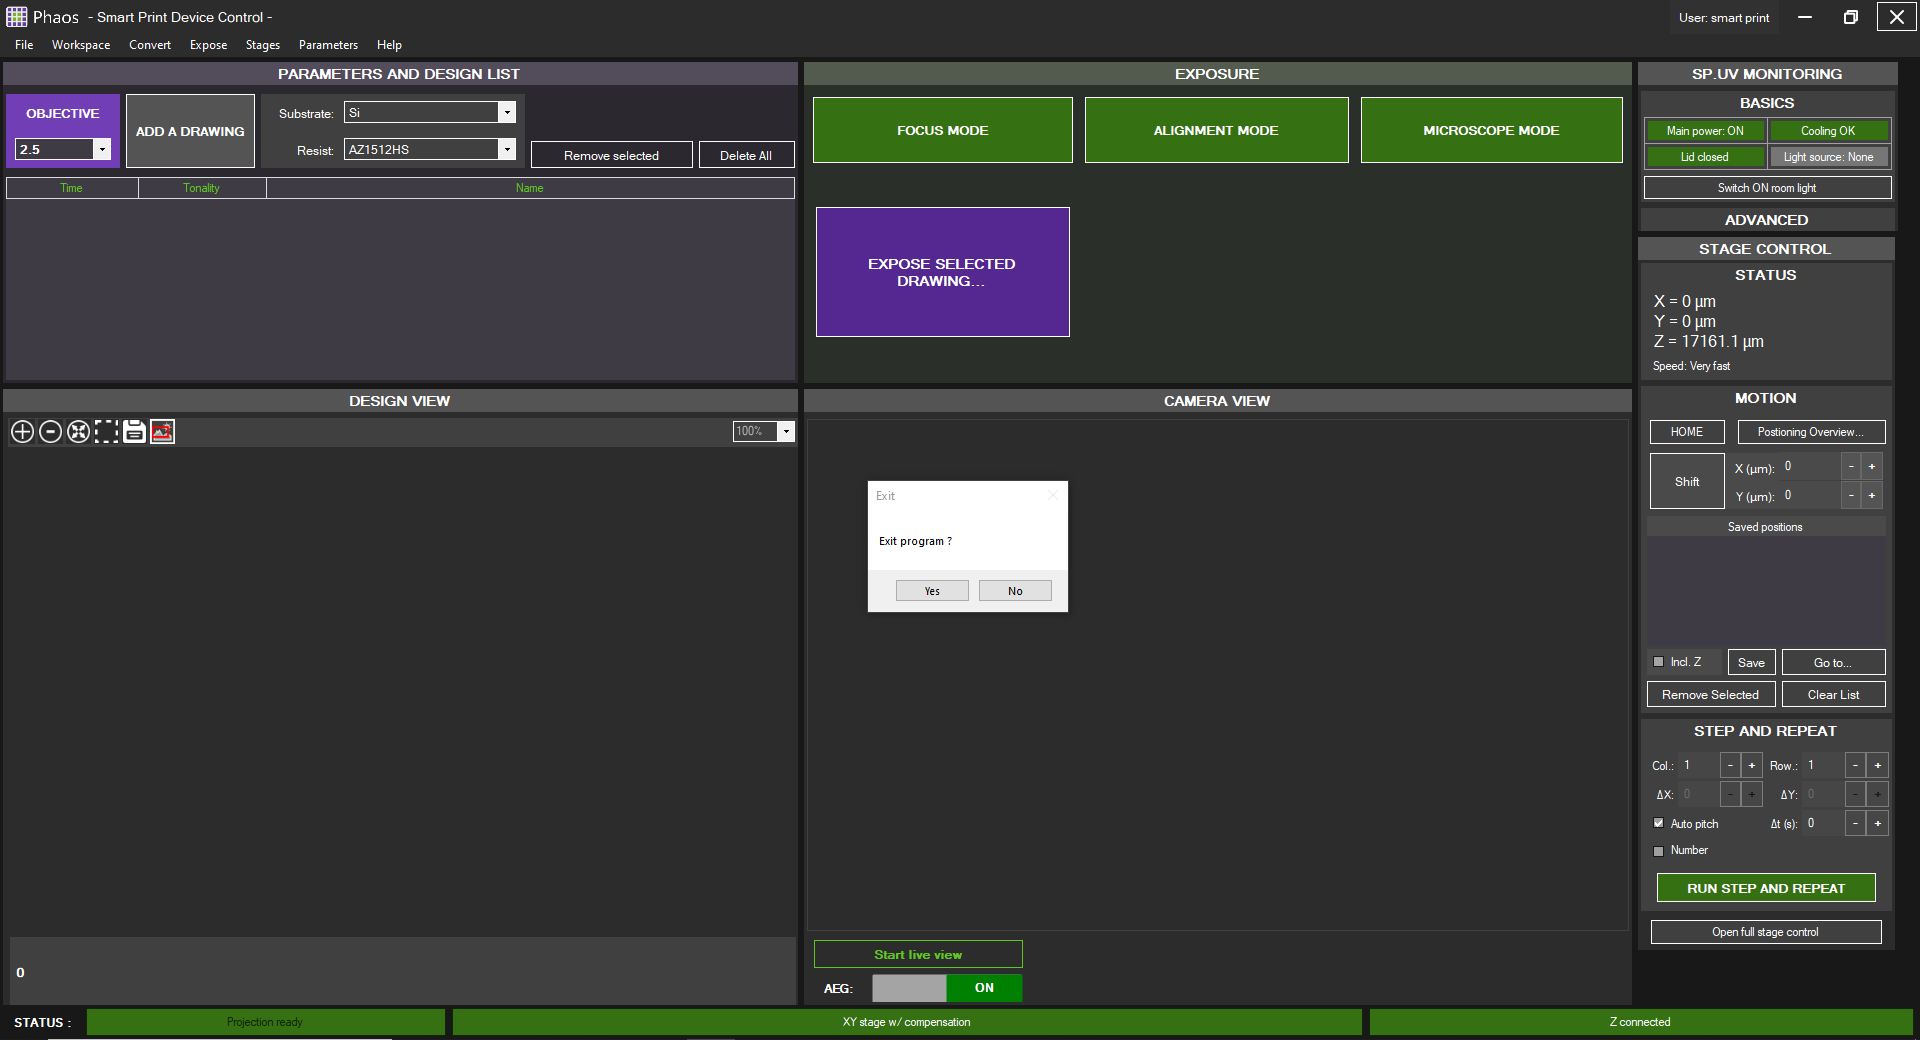 Phaos - Smart Print Device Control -
User: smart print
File Workspace Convert Expose Stages Parameters Help
PARAMETERS AND DESIGN LIST
OBJECTIVE
2.5
ADD A DRAWING
Substrate: Si
Resist: AZ1512HS
Remove selected
Delete All
Time Tonality Name
EXPOSURE
FOCUS MODE
ALIGNMENT MODE
MICROSCOPE MODE
EXPOSE SELECTED
DRAWING...
DESIGN VIEW
100%
0
CAMERA VIEW
Exit
Exit program ?
Yes
No
Start live view
AEG: ON
SP.UV MONITORING
BASICS
Main power: ON
Cooling OK
Lid closed
Light source: None
Switch ON room light
ADVANCED
STAGE CONTROL
STATUS
X = 0 µm
Y = 0 µm
Z = 17161.1 µm
Speed: Very fast
MOTION
HOME
Postioning Overview...
Shift
X (µm): 0 - +
Y (µm): 0 - +
Saved positions
Incl. Z
Save
Go to...
Remove Selected
Clear List
STEP AND REPEAT
Col.: 1 - + Row.: 1 - +
ΔX: 0 - + ΔY: 0 - +
Auto pitch Δt (s): 0 - +
Number
RUN STEP AND REPEAT
Open full stage control
STATUS :
Projection ready
XY stage w/ compensation
Z connected